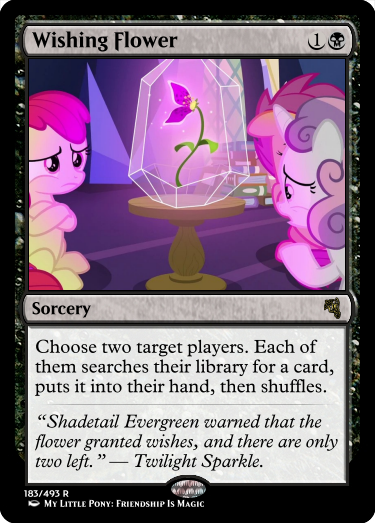 Wishing Flower 1
Sorcery
Choose two target players. Each of
them searches their library for a card,
puts it into their hand, then shuffles.
“Shadetail Evergreen warned that the
flower granted wishes, and there are only
two left.” — Twilight Sparkle.
183/493 R
My Little Pony: Friendship Is Magic